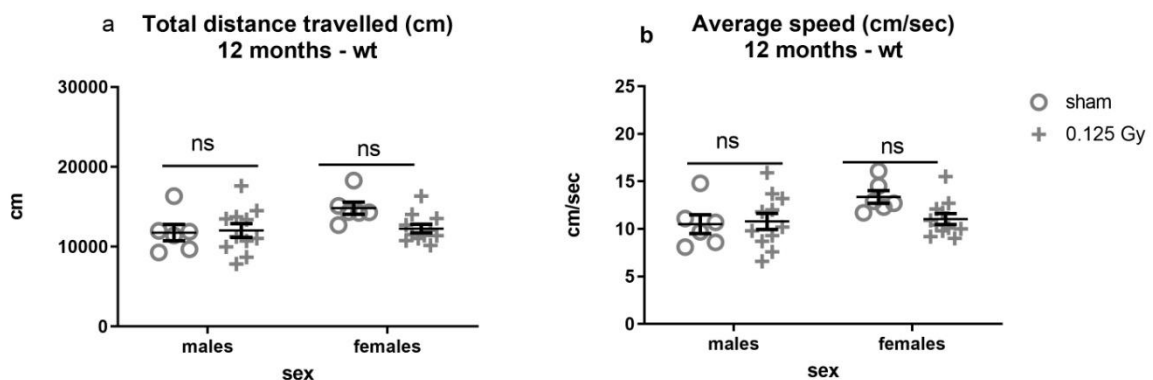 a
Total distance travelled (cm)
12 months - wt
30000
20000
10000
0
cm
ns
ns
males
females
sex
b
Average speed (cm/sec)
12 months - wt
25
20
15
10
5
0
cm/sec
ns
ns
males
females
sex
sham
0.125 Gy